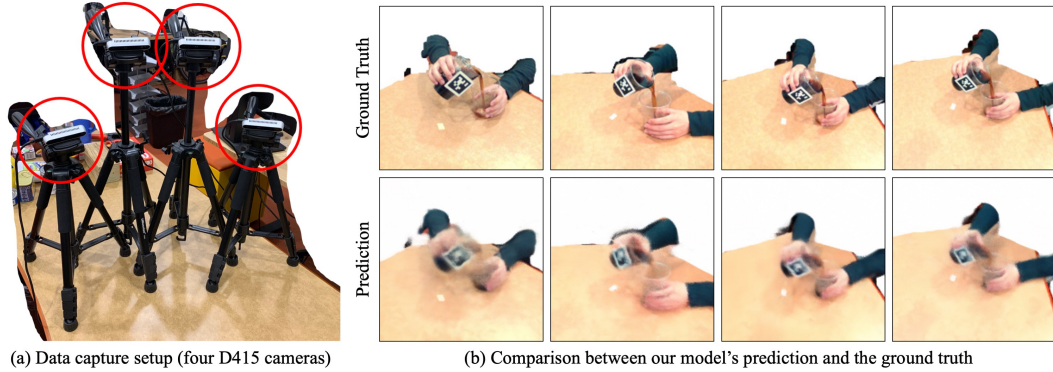 Ground Truth
Prediction
(a) Data capture setup (four D415 cameras)
(b) Comparison between our model's prediction and the ground truth